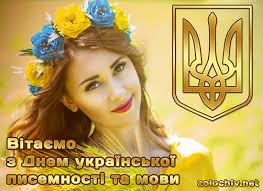 Вітаємо
з Днем української
писемності та мови
zolochiv.net